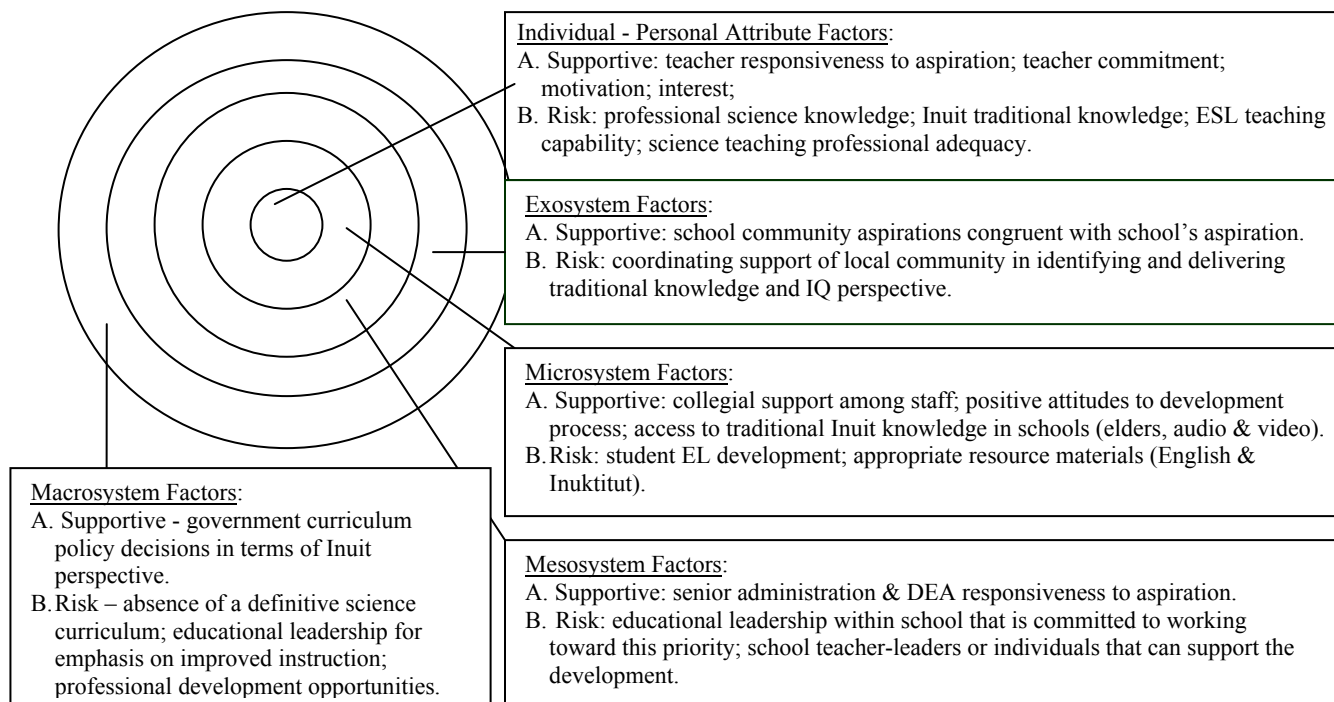 Individual - Personal Attribute Factors:
A. Supportive: teacher responsiveness to aspiration; teacher commitment;
motivation; interest;
B. Risk: professional science knowledge; Inuit traditional knowledge; ESL teaching
capability; science teaching professional adequacy.
Exosystem Factors:
A. Supportive: school community aspirations congruent with school’s aspiration.
B. Risk: coordinating support of local community in identifying and delivering
traditional knowledge and IQ perspective.
Microsystem Factors:
A. Supportive: collegial support among staff; positive attitudes to development
process; access to traditional Inuit knowledge in schools (elders, audio & video).
B. Risk: student EL development; appropriate resource materials (English &
Inuktitut).
Macrosystem Factors:
A. Supportive - government curriculum
policy decisions in terms of Inuit
perspective.
B. Risk – absence of a definitive science
curriculum; educational leadership for
emphasis on improved instruction;
professional development opportunities.
Mesosystem Factors:
A. Supportive: senior administration & DEA responsiveness to aspiration.
B. Risk: educational leadership within school that is committed to working
toward this priority; school teacher-leaders or individuals that can support the
development.